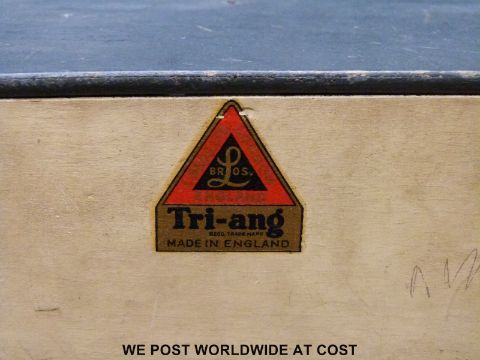 L
BROS.
ENGLAND
Tri-ang
REGD. TRADE MARK
MADE IN ENGLAND
WE POST WORLDWIDE AT COST